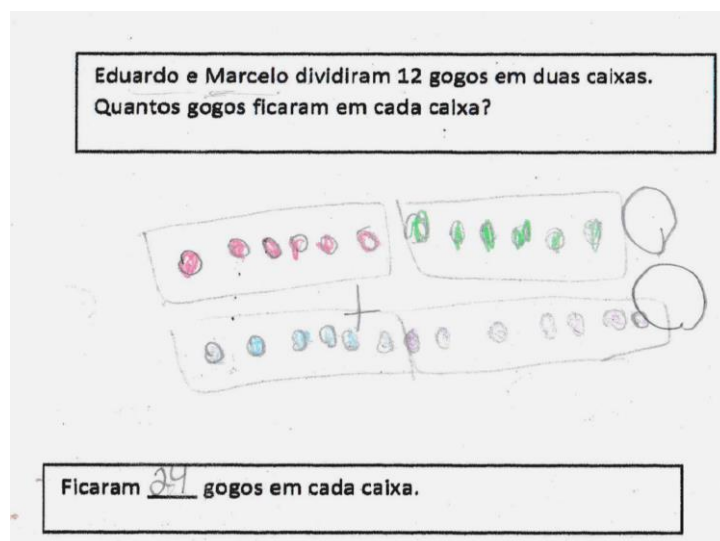 Eduardo e Marcelo dividiram 12 gogos em duas caixas.
Quantos gogos ficaram em cada caixa?
+
Ficaram 24 gogos em cada caixa.